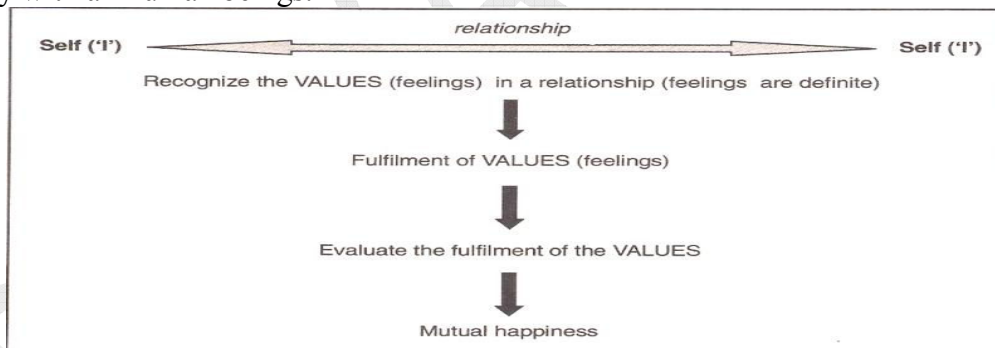 relationship
Self ('I') Self ('I')
Recognize the VALUES (feelings) in a relationship (feelings are definite)
Fulfilment of VALUES (feelings)
Evaluate the fulfilment of the VALUES
Mutual happiness